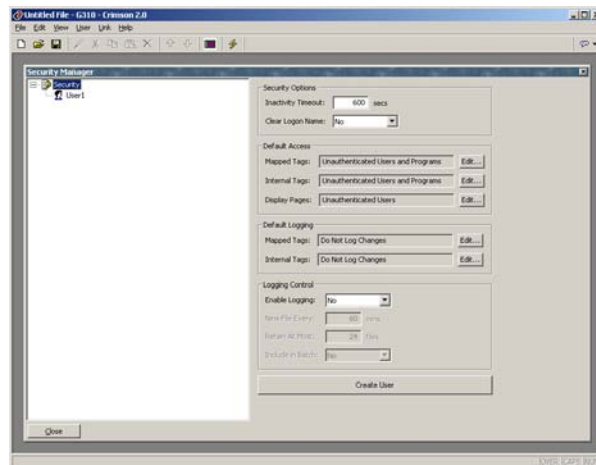 Untitled File - G310 - Crimson 2.0
File Edit View User Link Help
Security Manager
Security
User1
Security Options
Inactivity Timeout: 600 secs
Clear Logon Name: No
Default Access
Mapped Tags: Unauthenticated Users and Programs Edit...
Internal Tags: Unauthenticated Users and Programs Edit...
Display Pages: Unauthenticated Users Edit...
Default Logging
Mapped Tags: Do Not Log Changes Edit...
Internal Tags: Do Not Log Changes Edit...
Logging Control
Enable Logging: No
New File Every: 60 mins
Retain At Most: 24 files
Include in Batch: No
Create User
Close